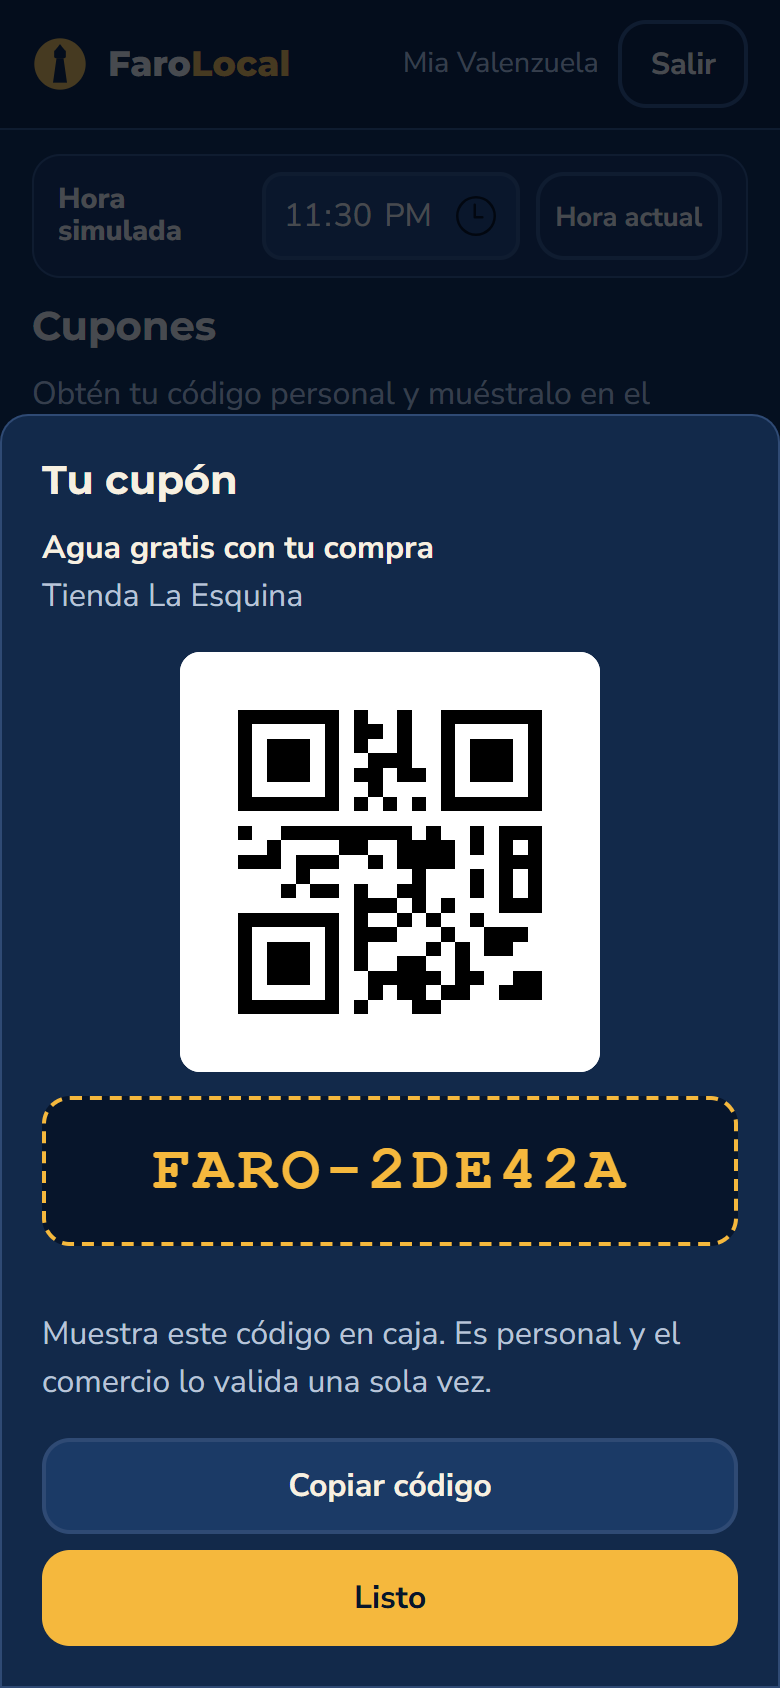 FaroLocal
Mia Valenzuela
Salir
Hora
simulada
11:30 PM
Hora actual
Cupones
Obtén tu código personal y muéstralo en el
Tu cupón
Agua gratis con tu compra
Tienda La Esquina
FARO-2DE42A
Muestra este código en caja. Es personal y el
comercio lo valida una sola vez.
Copiar código
Listo